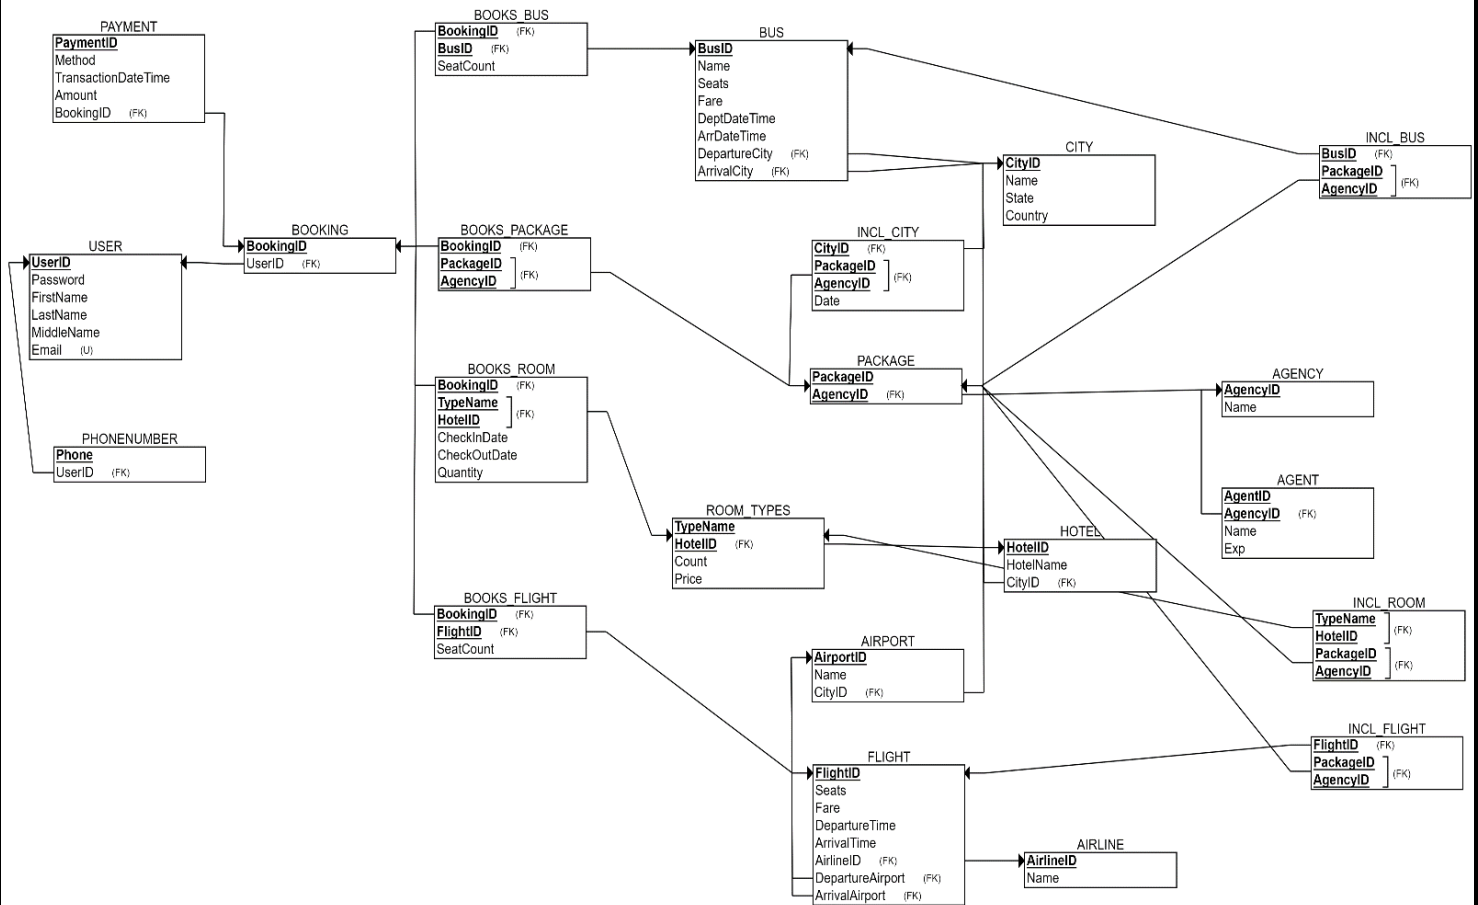 PAYMENT
PaymentID
Method
TransactionDateTime
Amount
BookingID (FK)
BOOKS_BUS
BookingID (FK)
BusID (FK)
SeatCount
BUS
BusID
Name
Seats
Fare
DeptDateTime
ArrDateTime
DepartureCity (FK)
ArrivalCity (FK)
CITY
CityID
Name
State
Country
INCL_BUS
BusID (FK)
PackageID
AgencyID
(FK)
USER
UserID
Password
FirstName
LastName
MiddleName
Email (U)
BOOKING
BookingID
UserID (FK)
BOOKS_PACKAGE
BookingID (FK)
PackageID
AgencyID
(FK)
INCL_CITY
CityID (FK)
PackageID
AgencyID
(FK)
Date
PACKAGE
PackageID
AgencyID (FK)
AGENCY
AgencyID
Name
BOOKS_ROOM
BookingID (FK)
TypeName
HotelID
(FK)
CheckInDate
CheckOutDate
Quantity
PHONENUMBER
Phone
UserID (FK)
AGENT
AgentID
AgencyID (FK)
Name
Exp
ROOM_TYPES
TypeName
HotelID (FK)
Count
Price
HOTEL
HotelID
HotelName
CityID (FK)
BOOKS_FLIGHT
BookingID (FK)
FlightID (FK)
SeatCount
AIRPORT
AirportID
Name
CityID (FK)
INCL_ROOM
TypeName
HotelID
(FK)
PackageID
AgencyID
(FK)
INCL_FLIGHT
FlightID (FK)
PackageID
AgencyID
(FK)
FLIGHT
FlightID
Seats
Fare
DepartureTime
ArrivalTime
AirlineID (FK)
DepartureAirport (FK)
ArrivalAirport (FK)
AIRLINE
AirlineID
Name